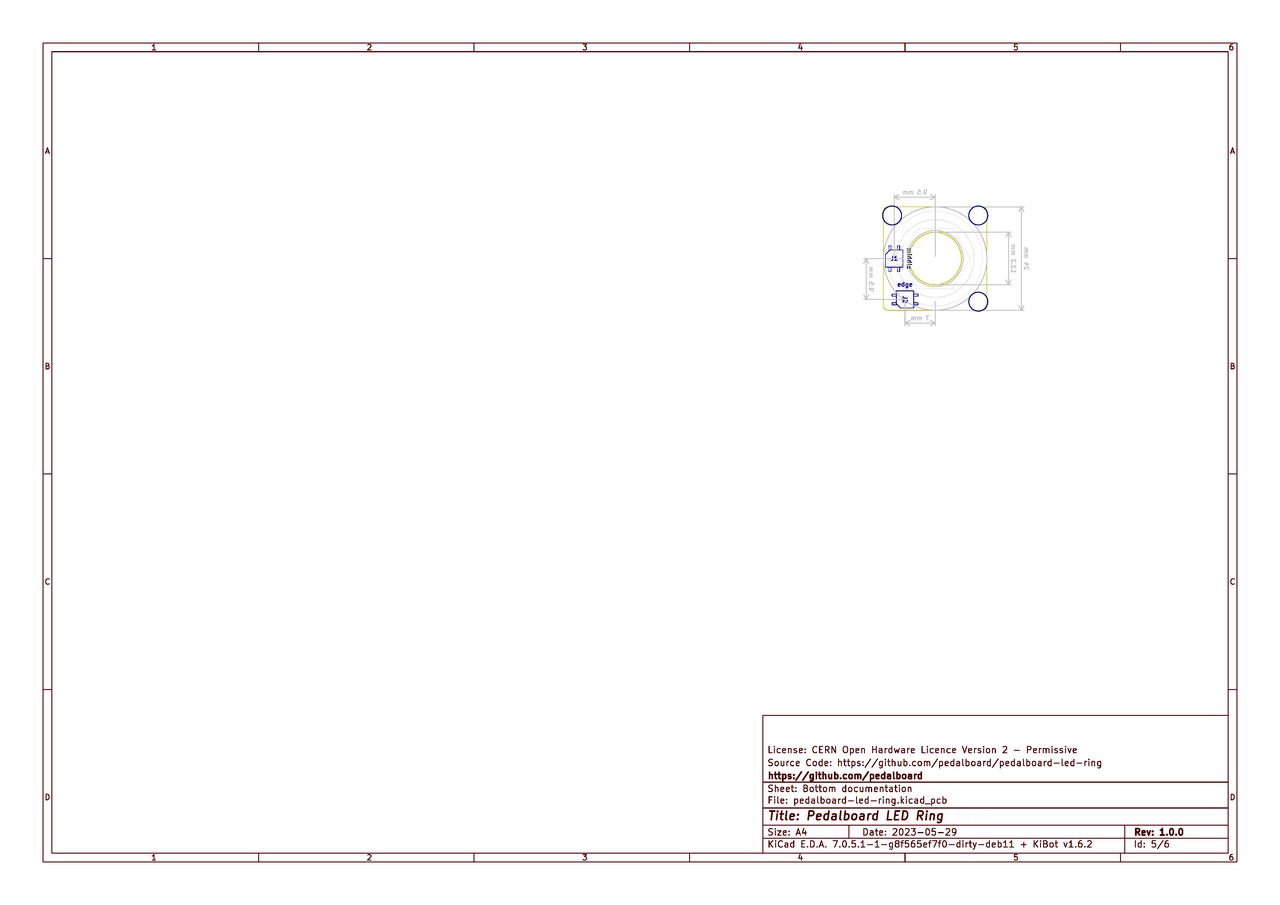 1 2 3 4 5 6
A A
9.5 mm
J1
middle
12.2 mm
24 mm
9.5 mm
edge
J2
7 mm
B B
C C
License: CERN Open Hardware Licence Version 2 - Permissive
Source Code: https://github.com/pedalboard/pedalboard-led-ring
https://github.com/pedalboard
Sheet: Bottom documentation
File: pedalboard-led-ring.kicad_pcb
D D
Title: Pedalboard LED Ring
Size: A4 Date: 2023-05-29 Rev: 1.0.0
KiCad E.D.A. 7.0.5.1-1-g8f565ef7f0-dirty-deb11 + KiBot v1.6.2 Id: 5/6
1 2 3 4 5 6